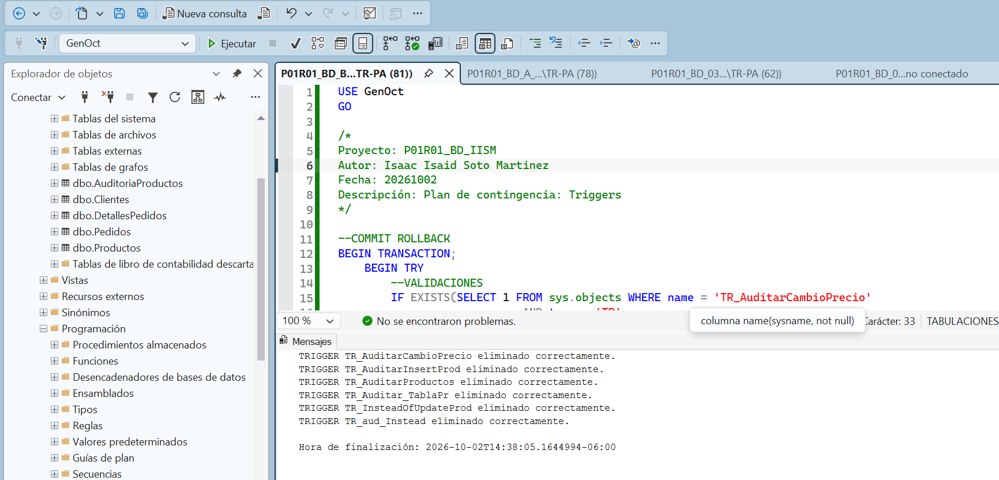 Nueva consulta
GenOct
Ejecutar
Explorador de objetos
Conectar
Tablas del sistema
Tablas de archivos
Tablas externas
Tablas de grafos
dbo.AuditoriaProductos
dbo.Clientes
dbo.DetallesPedidos
dbo.Pedidos
dbo.Productos
Tablas de libro de contabilidad descarta
Vistas
Recursos externos
Sinónimos
Programación
Procedimientos almacenados
Funciones
Desencadenadores de bases de datos
Ensamblados
Tipos
Reglas
Valores predeterminados
Guías de plan
Secuencias
P01R01_BD_B...TR-PA (81))
P01R01_BD_A_...\TR-PA (78))
P01R01_BD_03...\TR-PA (62))
P01R01_BD_0...no conectado
1 USE GenOct
2 GO
3
4 /*
5 Proyecto: P01R01_BD_IISM
6 Autor: Isaac Isaid Soto Martinez
7 Fecha: 20261002
8 Descripción: Plan de contingencia: Triggers
9 */
10
11 --COMMIT ROLLBACK
12 BEGIN TRANSACTION;
13 BEGIN TRY
14 --VALIDACIONES
15 IF EXISTS(SELECT 1 FROM sys.objects WHERE name = 'TR_AuditarCambioPrecio'
100 %
No se encontraron problemas.
columna name(sysname, not null)
Carácter: 33
TABULACIONES
Mensajes
TRIGGER TR_AuditarCambioPrecio eliminado correctamente.
TRIGGER TR_AuditarInsertProd eliminado correctamente.
TRIGGER TR_AuditarProductos eliminado correctamente.
TRIGGER TR_Auditar_TablaPr eliminado correctamente.
TRIGGER TR_InsteadOfUpdateProd eliminado correctamente.
TRIGGER TR_aud_Instead eliminado correctamente.
Hora de finalización: 2026-10-02T14:38:05.1644994-06:00